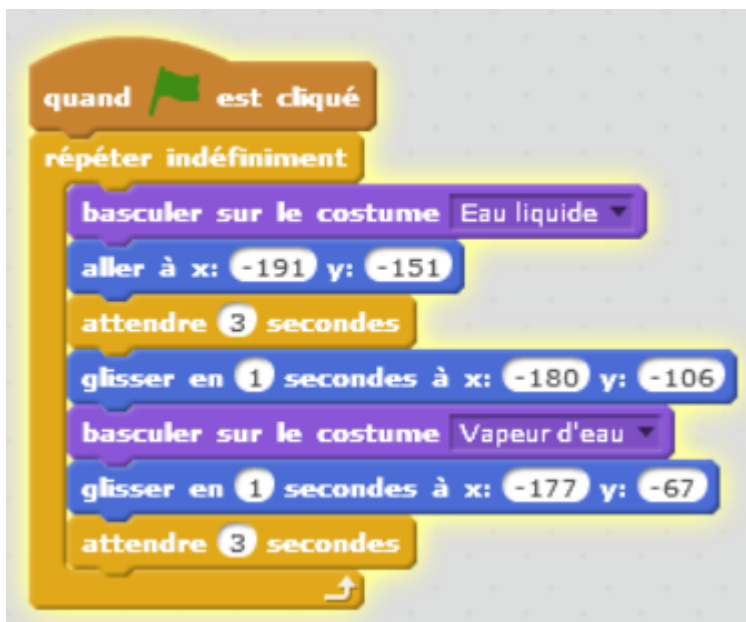 quand est cliqué
répéter indéfiniment
basculer sur le costume Eau liquide
aller à x: -191 y: -151
attendre 3 secondes
glisser en 1 secondes à x: -180 y: -106
basculer sur le costume Vapeur d'eau
glisser en 1 secondes à x: -177 y: -67
attendre 3 secondes